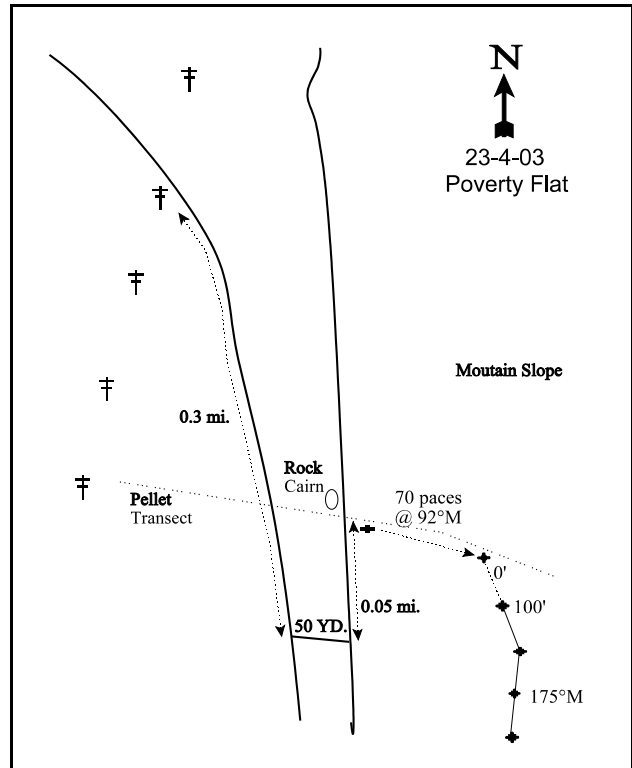 N
23-4-03
Poverty Flat
Moutain Slope
0.3 mi.
Rock
Cairn
Pellet
Transect
70 paces
@ 92°M
0'
100'
0.05 mi.
50 YD.
175°M